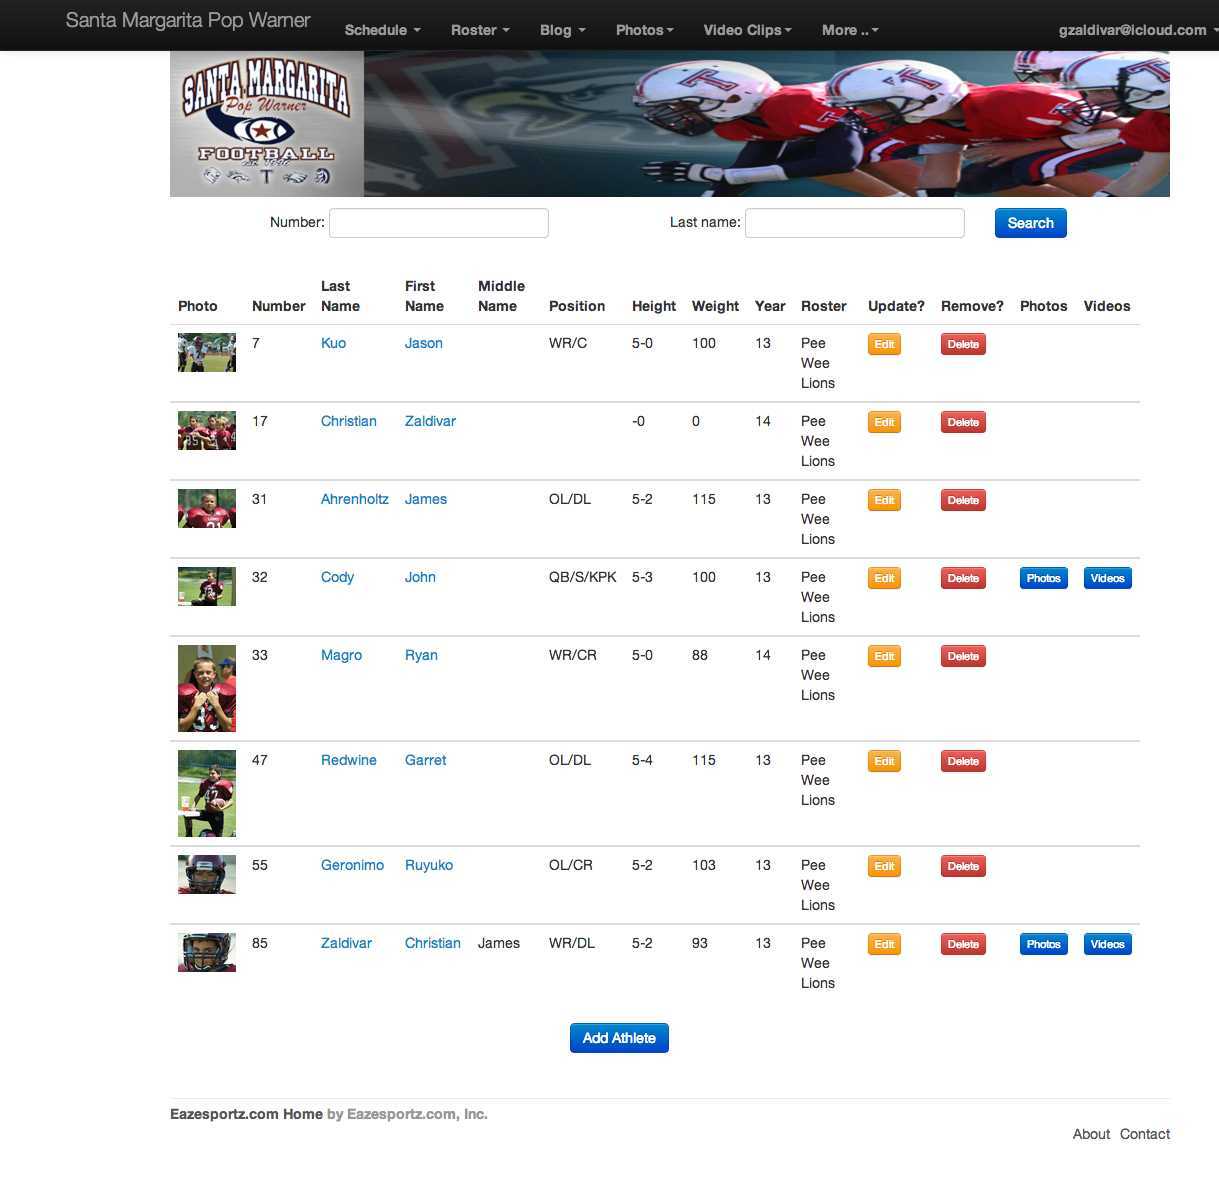 Santa Margarita Pop Warner Schedule Roster Blog Photos Video Clips More .. gzaldivar@icloud.com
SANTA MARGARITA
Pop Warner
FOOTBALL
Number: Last name: Search
Photo Number Last Name First Name Middle Name Position Height Weight Year Roster Update? Remove? Photos Videos
7 Kuo Jason WR/C 5-0 100 13 Pee Wee Lions Edit Delete
17 Christian Zaldivar -0 0 14 Pee Wee Lions Edit Delete
31 Ahrenholtz James OL/DL 5-2 115 13 Pee Wee Lions Edit Delete
32 Cody John QB/S/KPK 5-3 100 13 Pee Wee Lions Edit Delete Photos Videos
33 Magro Ryan WR/CR 5-0 88 14 Pee Wee Lions Edit Delete
47 Redwine Garret OL/DL 5-4 115 13 Pee Wee Lions Edit Delete
55 Geronimo Ruyuko OL/CR 5-2 103 13 Pee Wee Lions Edit Delete
85 Zaldivar Christian James WR/DL 5-2 93 13 Pee Wee Lions Edit Delete Photos Videos
Add Athlete
Eazesportz.com Home by Eazesportz.com, Inc.
About Contact